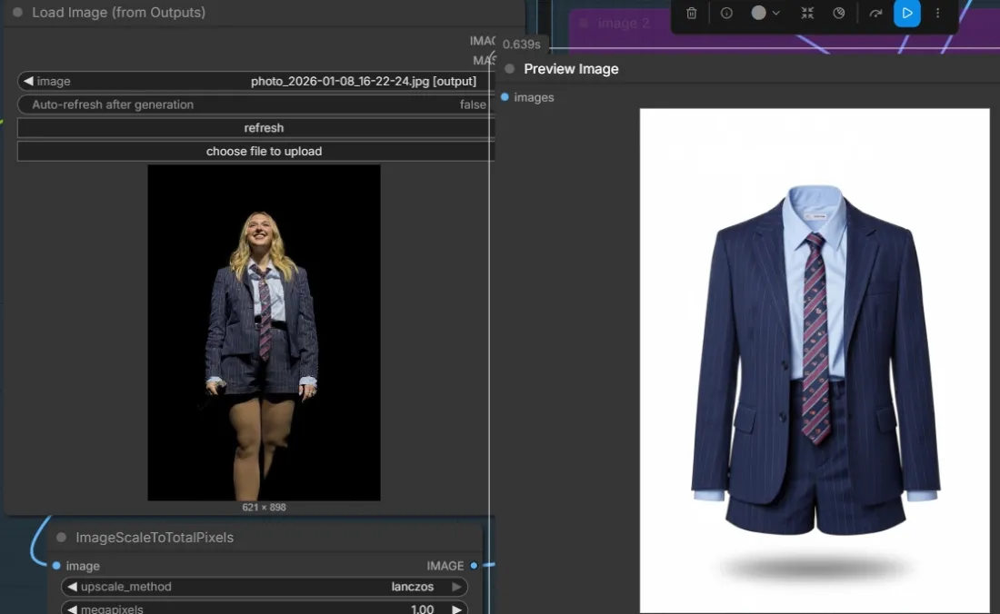 Load Image (from Outputs)
image 2
IMAG
0.639s
MAS
Preview Image
image
photo_2026-01-08_16-22-24.jpg [output]
images
Auto-refresh after generation
false
refresh
choose file to upload
621 × 898
ImageScaleToTotalPixels
image
IMAGE
upscale_method
lanczos
megapixels
1.00